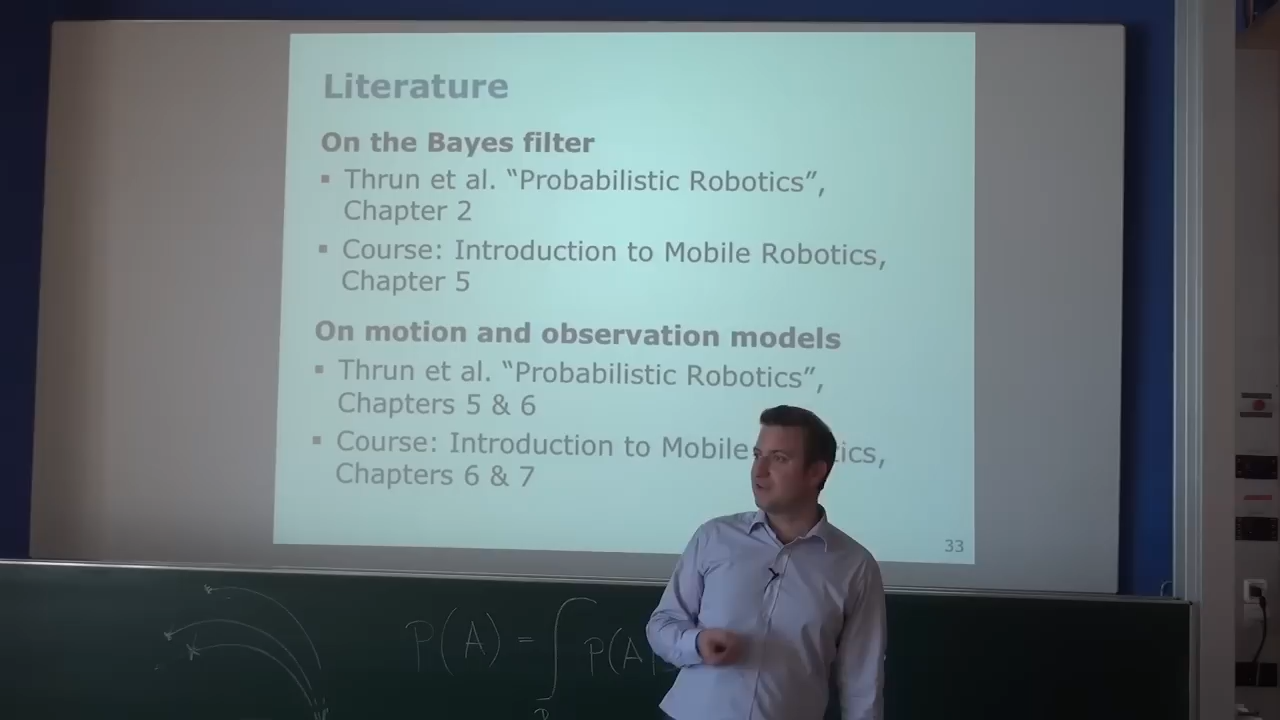 Literature
On the Bayes filter
▪ Thrun et al. “Probabilistic Robotics”,
Chapter 2
▪ Course: Introduction to Mobile Robotics,
Chapter 5
On motion and observation models
▪ Thrun et al. “Probabilistic Robotics”,
Chapters 5 & 6
▪ Course: Introduction to Mobile tics,
Chapters 6 & 7
33
P(A) = ∫ P(A